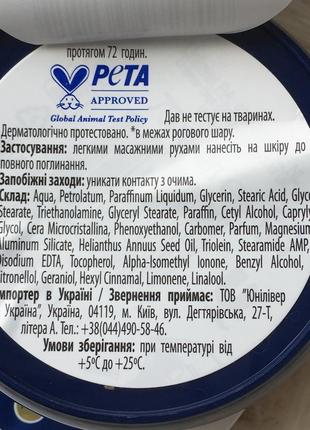 протягом 72 годин.
PETA
APPROVED
Global Animal Test Policy
Дав не тестує на тваринах.
Дерматологічно протестовано. *в межах рогового шару.
Застосування: легкими масажними рухами нанесіть на шкіру до
повного поглинання.
Запобіжні заходи: уникати контакту з очима.
Склад: Aqua, Petrolatum, Paraffinum Liquidum, Glycerin, Stearic Acid, Glyco
Stearate, Triethanolamine, Glyceryl Stearate, Paraffin, Cetyl Alcohol, Capryly
Glycol, Cera Microcristallina, Phenoxyethanol, Carbomer, Parfum, Magnesium
Aluminum Silicate, Helianthus Annuus Seed Oil, Triolein, Stearamide AMP,
Disodium EDTA, Tocopherol, Alpha-Isomethyl Ionone, Benzyl Alcohol,
Citronellol, Geraniol, Hexyl Cinnamal, Limonene, Linalool.
Імпортер в Україні / Звернення приймає: ТОВ "Юнілівер
Україна", Україна, 04119, м. Київ, вул. Дегтярівська, 27-Т,
літера А. Тел.: +38(044)490-58-46.
Умови зберігання: при температурі від
+5°C до +25°C.